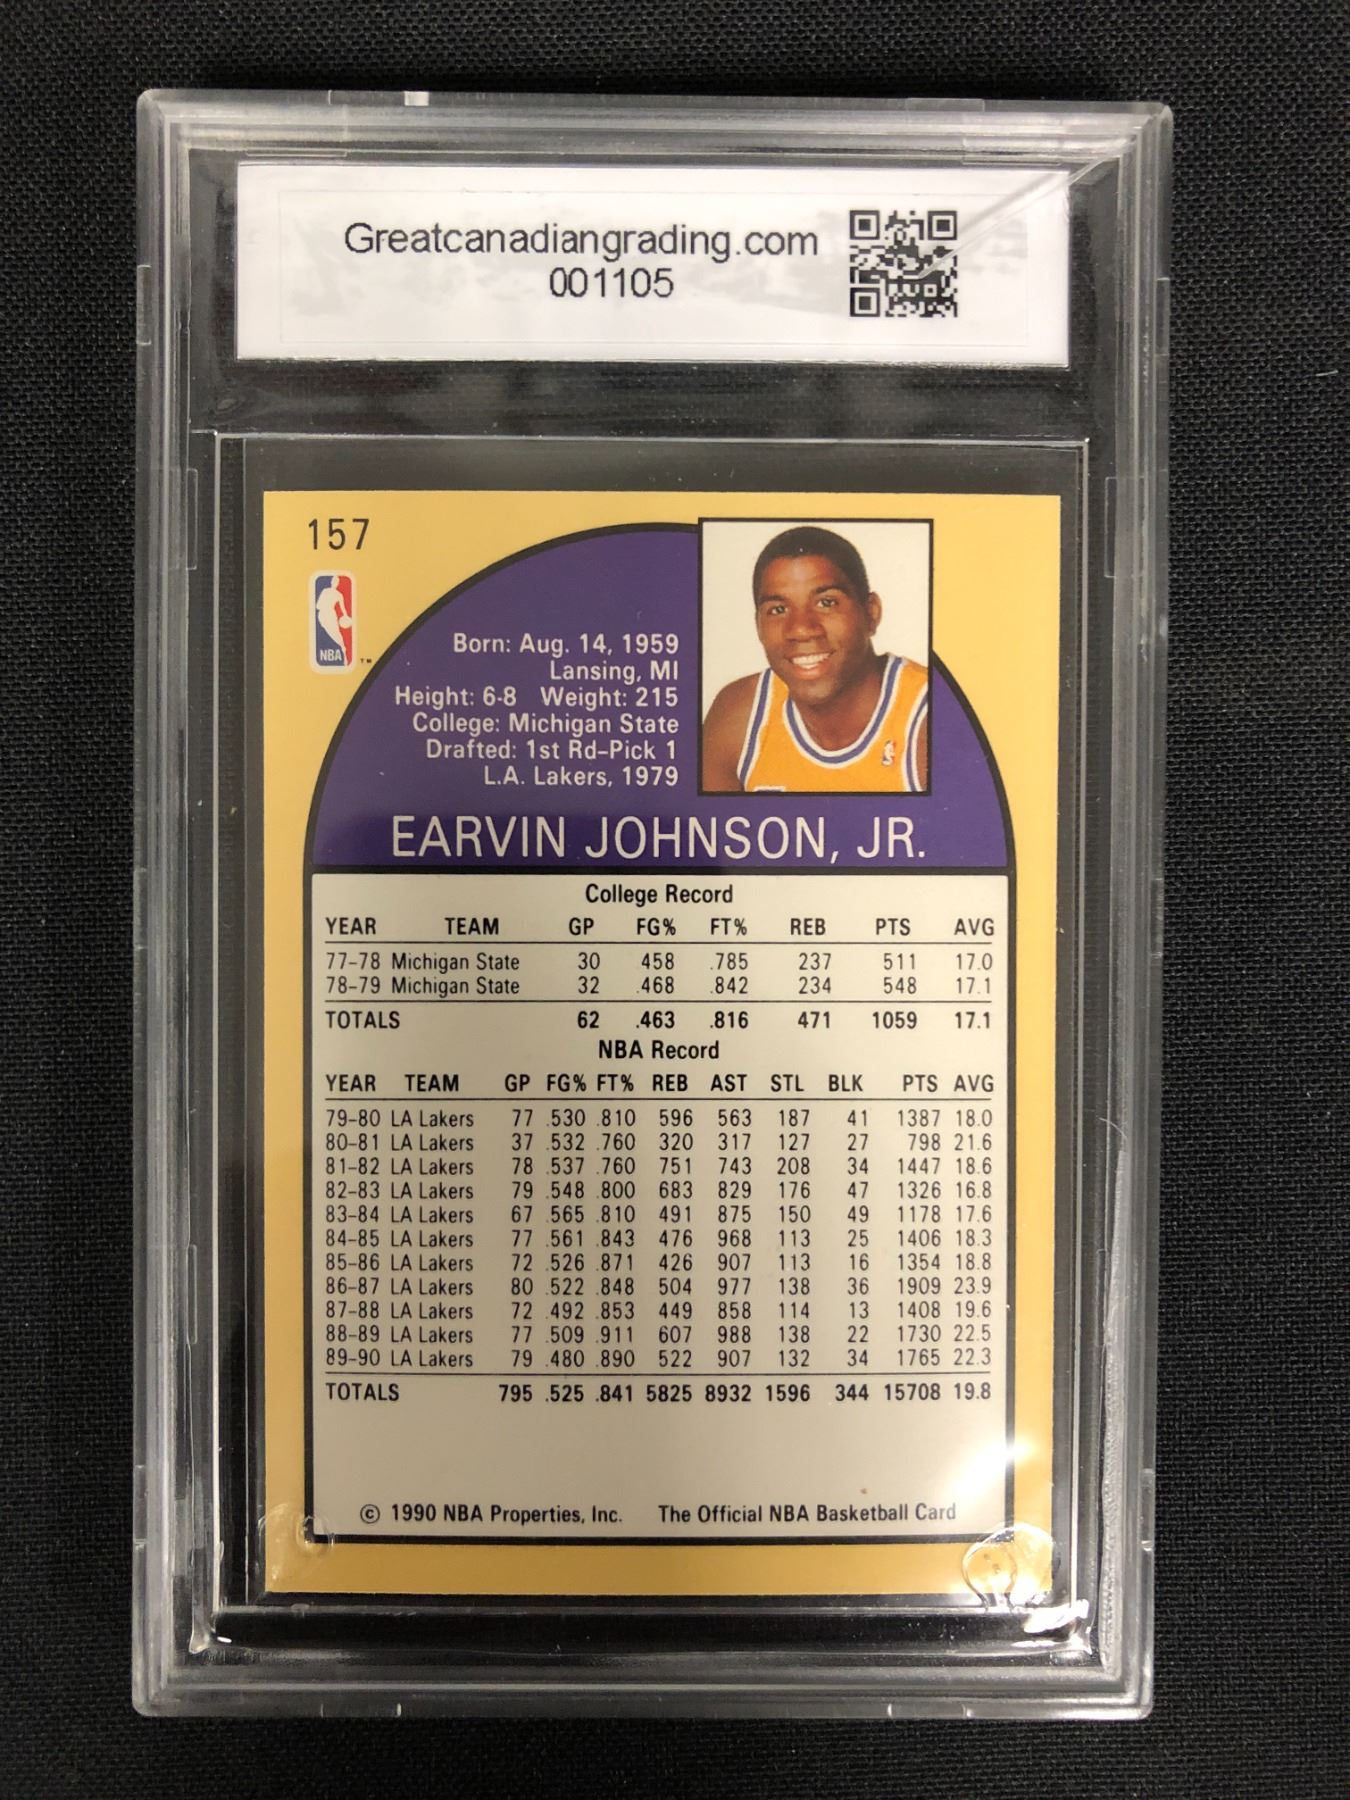 Greatcanadiangrading.com
001105
157
NBA
™
Born: Aug. 14, 1959
Lansing, MI
Height: 6-8 Weight: 215
College: Michigan State
Drafted: 1st Rd-Pick 1
L.A. Lakers, 1979
EARVIN JOHNSON, JR.
College Record
YEAR TEAM GP FG% FT% REB PTS AVG
77-78 Michigan State 30 .458 .785 237 511 17.0
78-79 Michigan State 32 .468 .842 234 548 17.1
TOTALS 62 .463 .816 471 1059 17.1
NBA Record
YEAR TEAM GP FG% FT% REB AST STL BLK PTS AVG
79-80 LA Lakers 77 .530 .810 596 563 187 41 1387 18.0
80-81 LA Lakers 37 .532 .760 320 317 127 27 798 21.6
81-82 LA Lakers 78 .537 .760 751 743 208 34 1447 18.6
82-83 LA Lakers 79 .548 .800 683 829 176 47 1326 16.8
83-84 LA Lakers 67 .565 .810 491 875 150 49 1178 17.6
84-85 LA Lakers 77 .561 .843 476 968 113 25 1406 18.3
85-86 LA Lakers 72 .526 .871 426 907 113 16 1354 18.8
86-87 LA Lakers 80 .522 .848 504 977 138 36 1909 23.9
87-88 LA Lakers 72 .492 .853 449 858 114 13 1408 19.6
88-89 LA Lakers 77 .509 .911 607 988 138 22 1730 22.5
89-90 LA Lakers 79 .480 .890 522 907 132 34 1765 22.3
TOTALS 795 .525 .841 5825 8932 1596 344 15708 19.8
© 1990 NBA Properties, Inc. The Official NBA Basketball Card